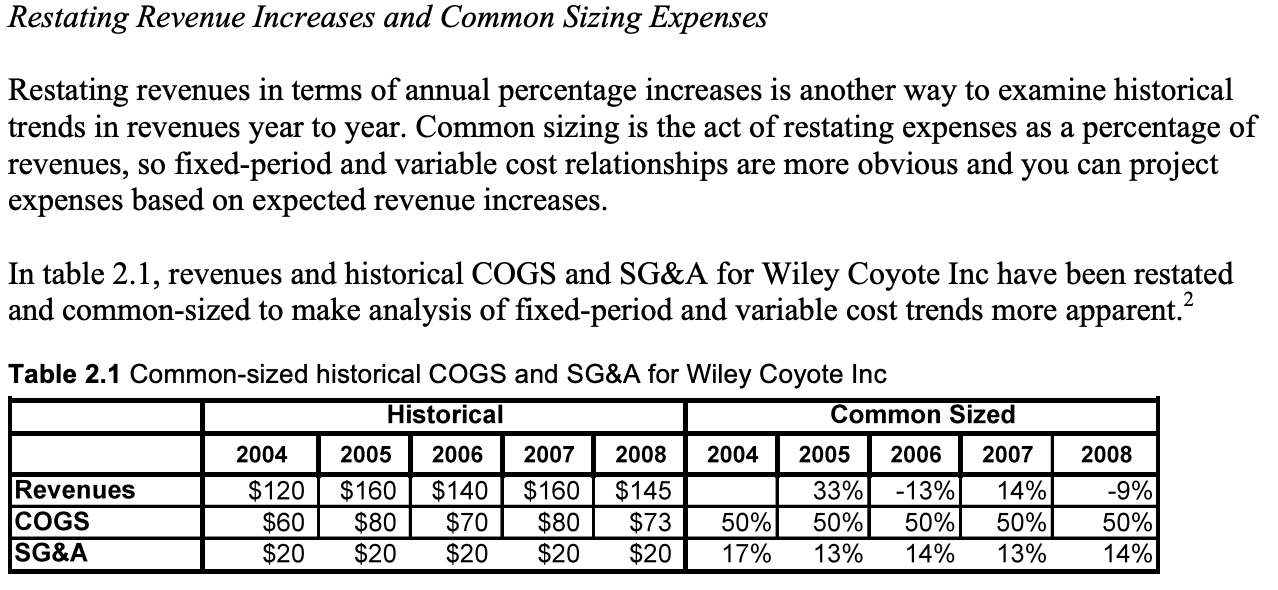 Restating Revenue Increases and Common Sizing Expenses
Restating revenues in terms of annual percentage increases is another way to examine historical
trends in revenues year to year. Common sizing is the act of restating expenses as a percentage of
revenues, so fixed-period and variable cost relationships are more obvious and you can project
expenses based on expected revenue increases.
In table 2.1, revenues and historical COGS and SG&A for Wiley Coyote Inc have been restated
and common-sized to make analysis of fixed-period and variable cost trends more apparent.2
Table 2.1 Common-sized historical COGS and SG&A for Wiley Coyote Inc
Historical Common Sized
2004 2005 2006 2007 2008 2004 2005 2006 2007 2008
Revenues $120 $160 $140 $160 $145 33% -13% 14% -9%
COGS $60 $80 $70 $80 $73 50% 50% 50% 50% 50%
SG&A $20 $20 $20 $20 $20 17% 13% 14% 13% 14%